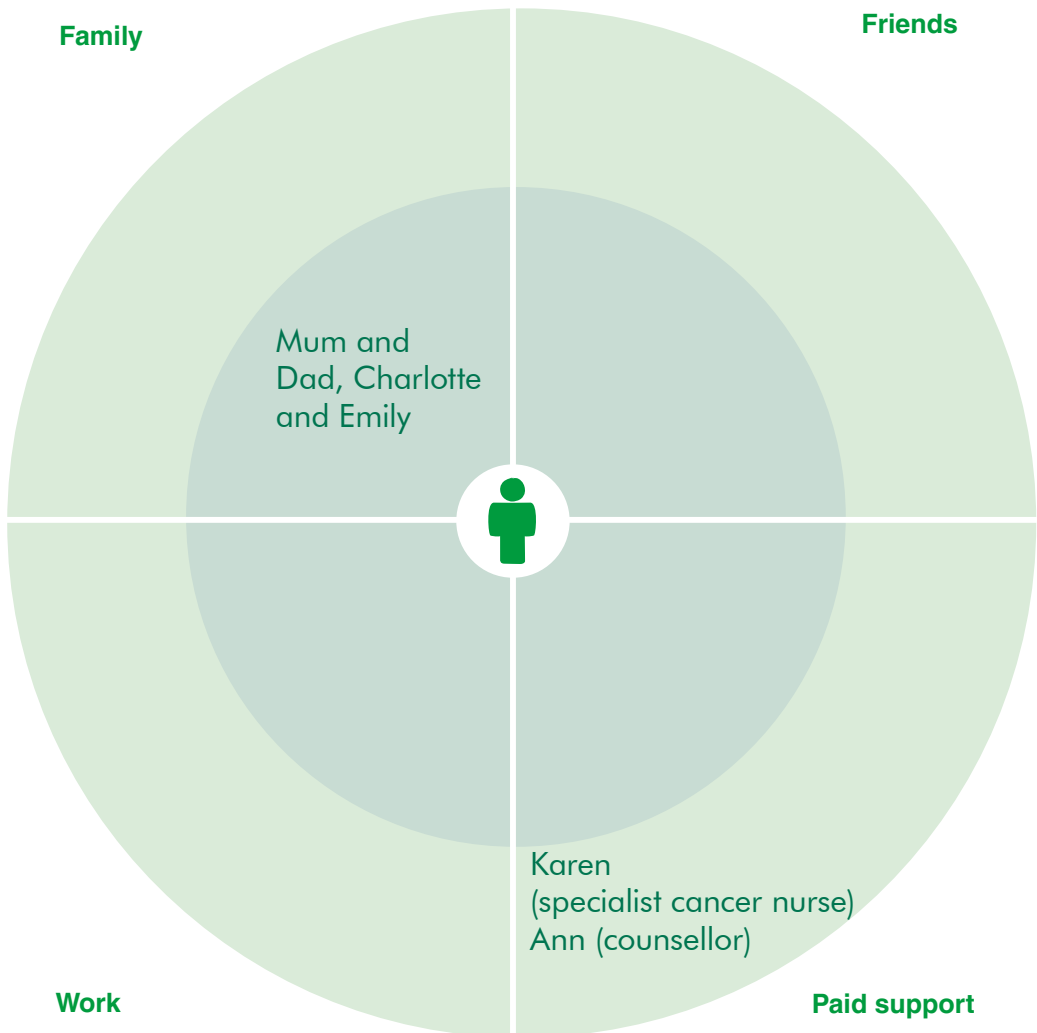 Family
Friends
Mum and
Dad, Charlotte
and Emily
Karen
(specialist cancer nurse)
Ann (counsellor)
Work
Paid support